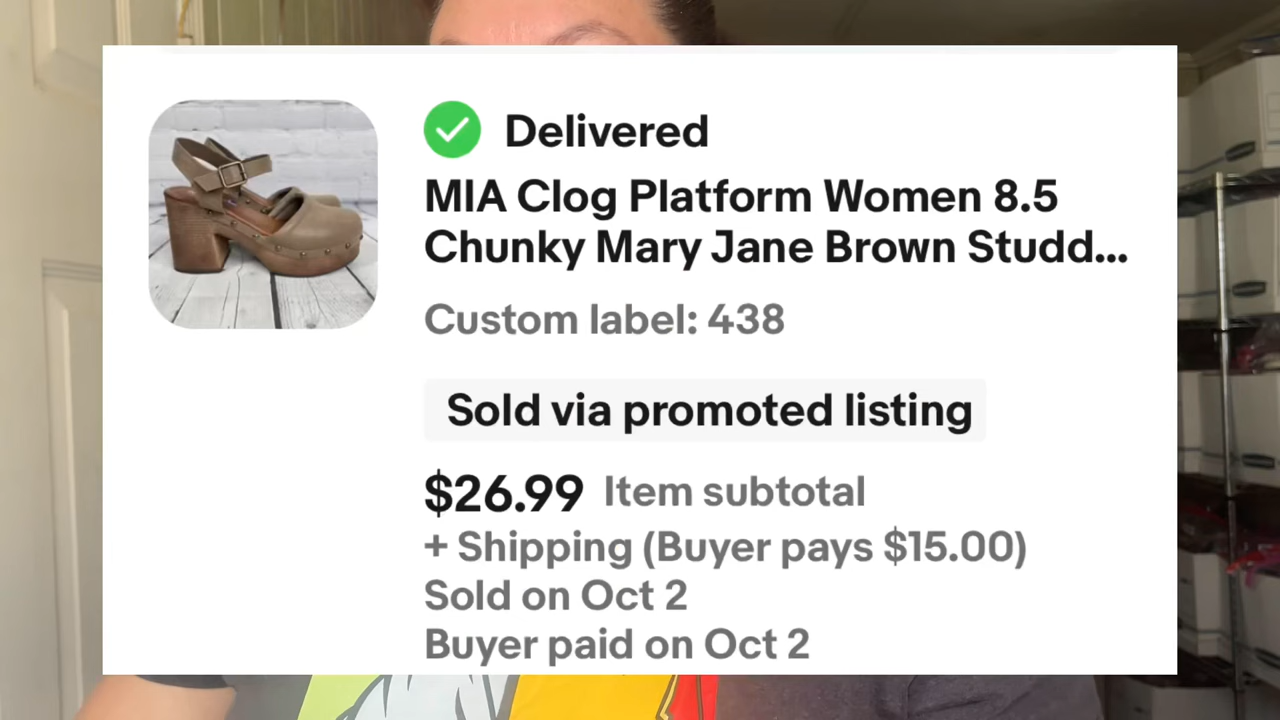 Delivered
MIA Clog Platform Women 8.5
Chunky Mary Jane Brown Studd...
Custom label: 438
Sold via promoted listing
$26.99 Item subtotal
+ Shipping (Buyer pays $15.00)
Sold on Oct 2
Buyer paid on Oct 2